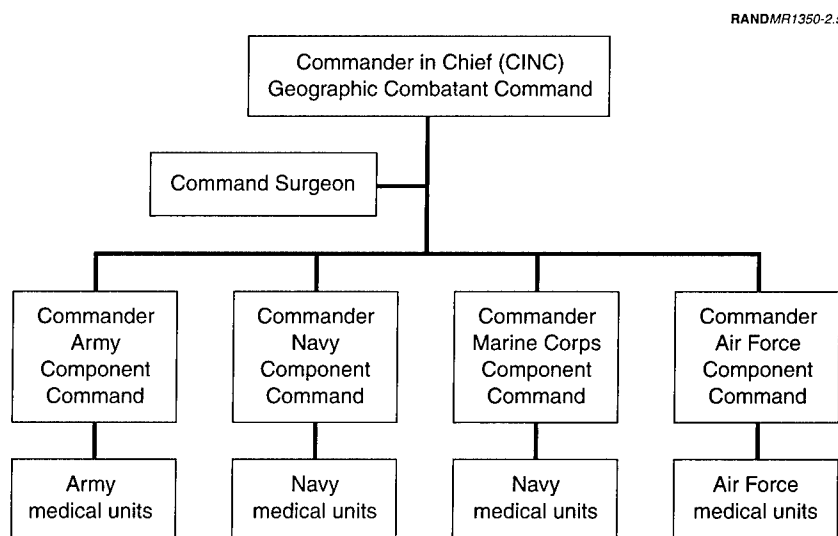 RANDMR1350-2.
Commander in Chief (CINC)
Geographic Combatant Command
Command Surgeon
Commander
Army
Component
Command
Commander
Navy
Component
Command
Commander
Marine Corps
Component
Command
Commander
Air Force
Component
Command
Army
medical units
Navy
medical units
Navy
medical units
Air Force
medical units